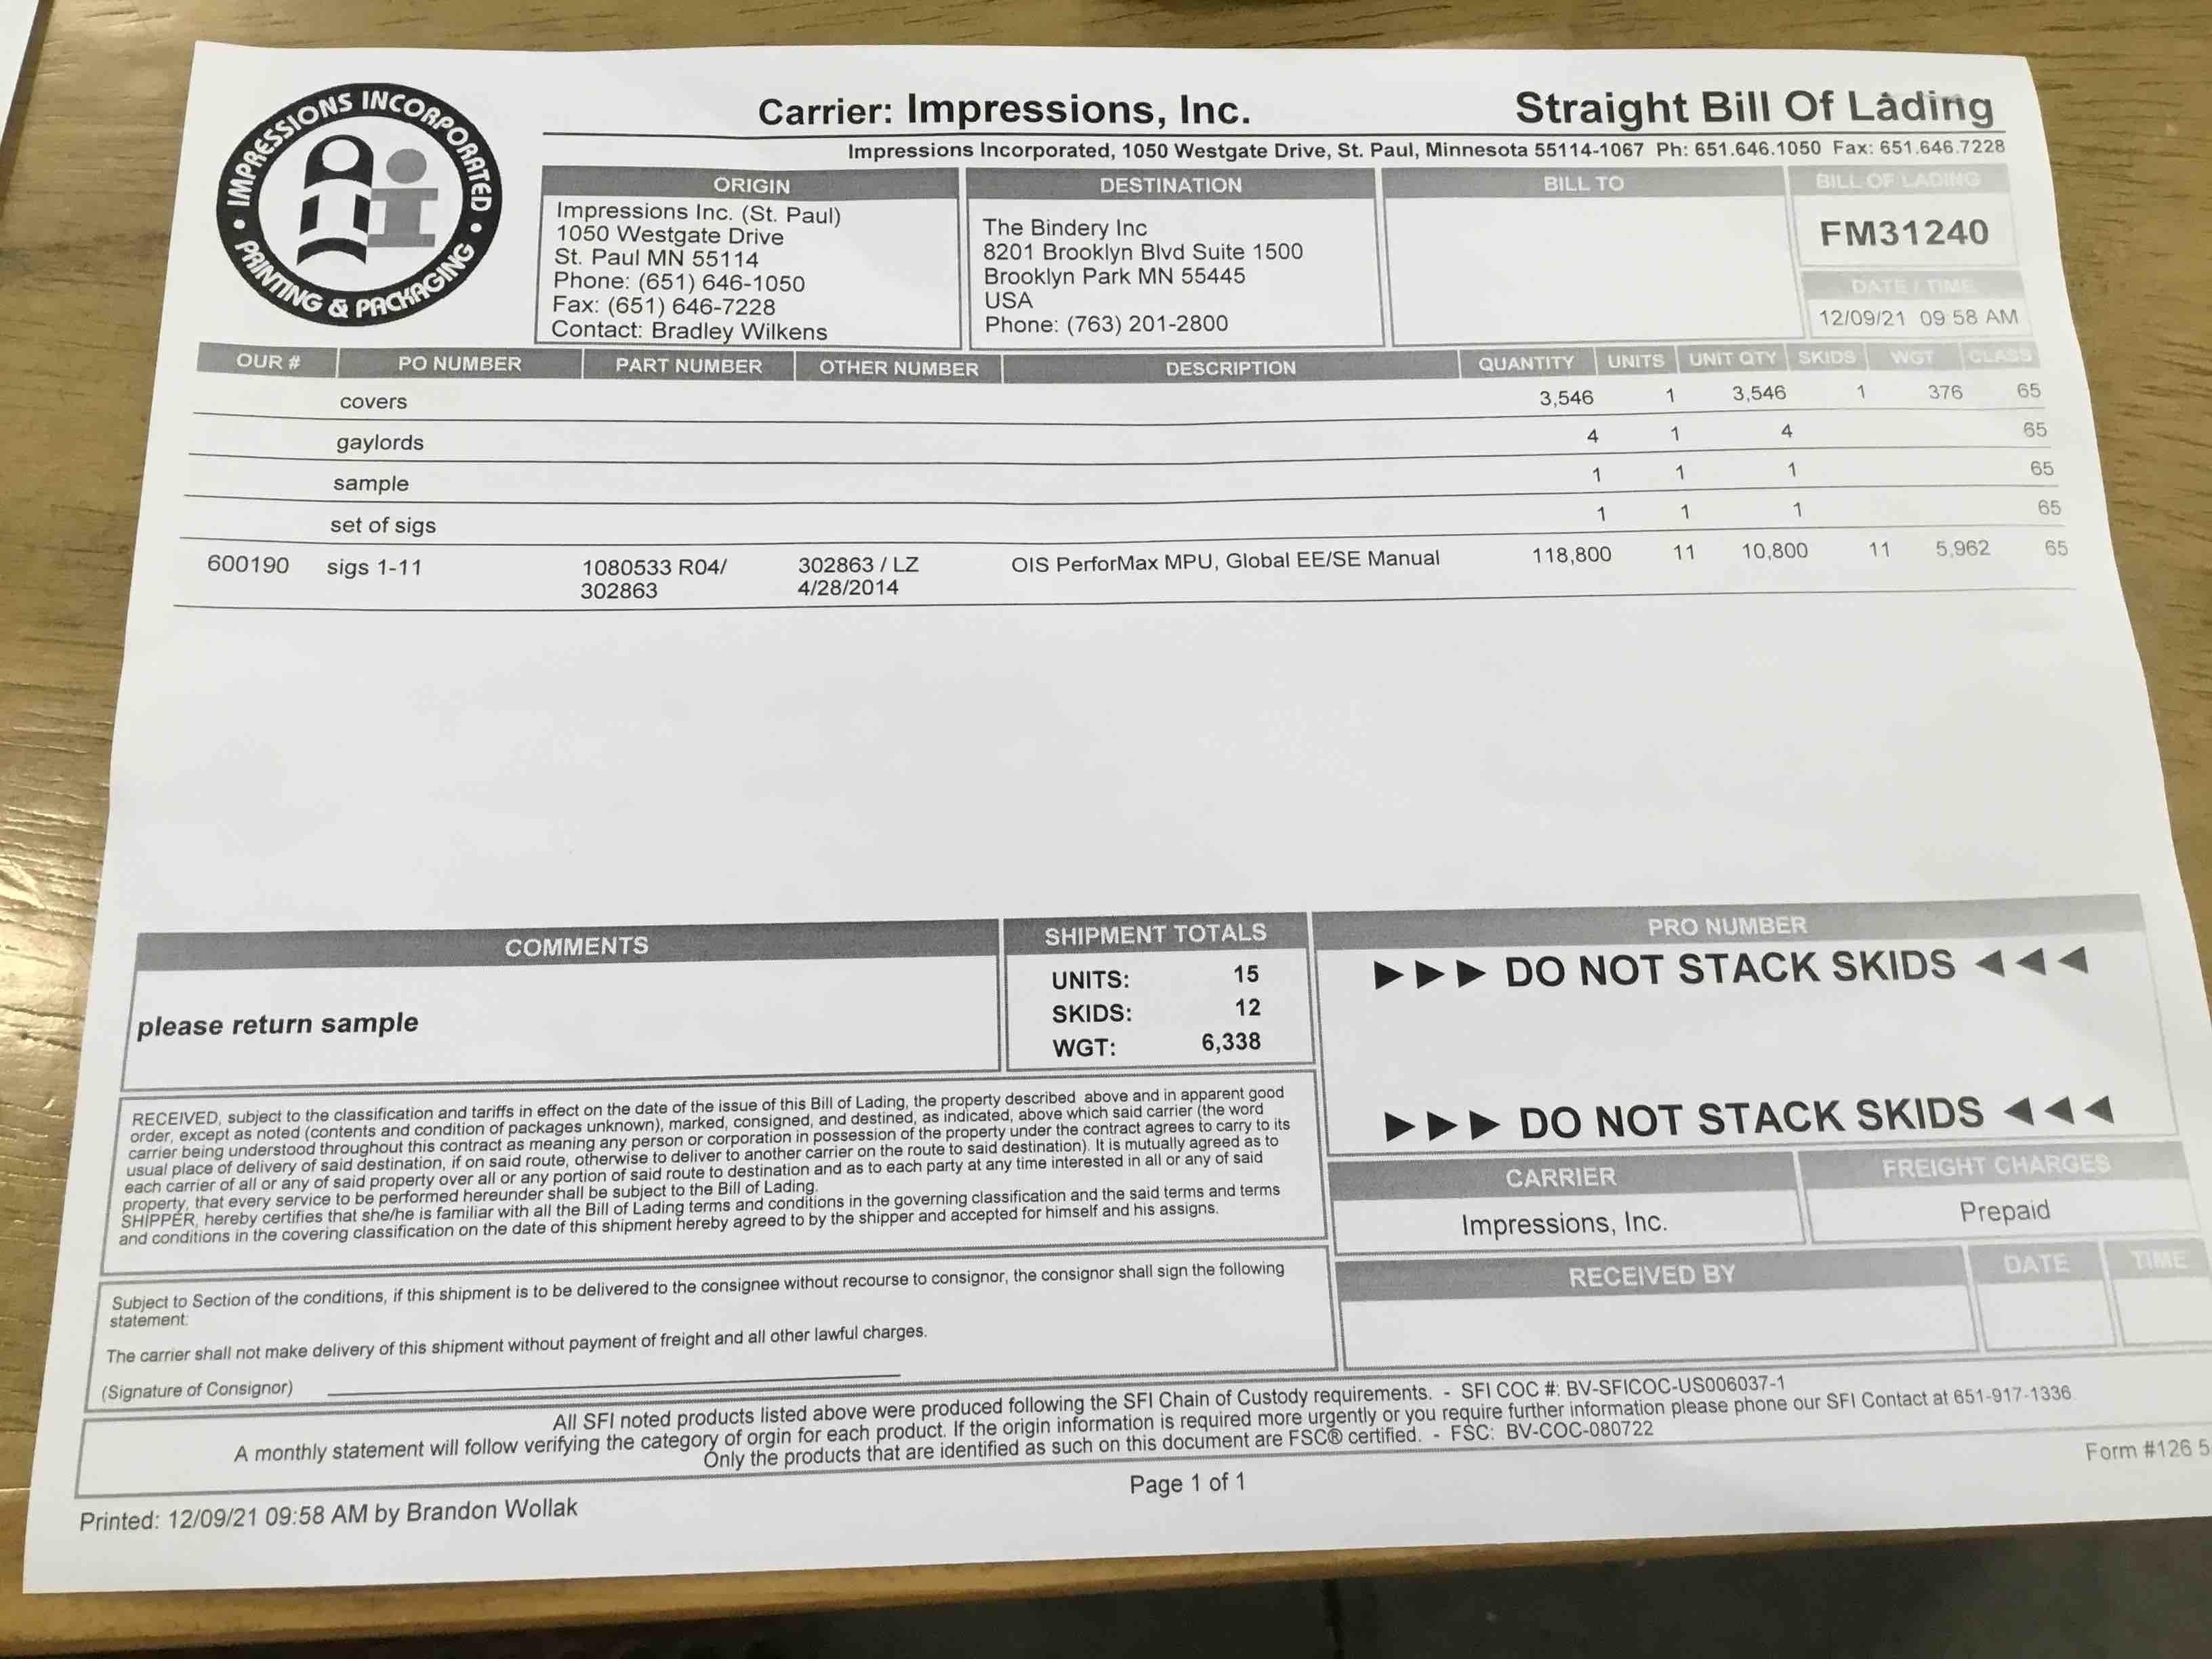 IMPRESSIONS INCORPORATED
PRINTING & PACKAGING
Carrier: Impressions, Inc.
Straight Bill Of Lading
Impressions Incorporated, 1050 Westgate Drive, St. Paul, Minnesota 55114-1067 Ph: 651.646.1050 Fax: 651.646.7228
ORIGIN
Impressions Inc. (St. Paul)
1050 Westgate Drive
St. Paul MN 55114
Phone: (651) 646-1050
Fax: (651) 646-7228
Contact: Bradley Wilkens
DESTINATION
The Bindery Inc
8201 Brooklyn Blvd Suite 1500
Brooklyn Park MN 55445
USA
Phone: (763) 201-2800
BILL TO
BILL OF LADING
FM31240
DATE / TIME
12/09/21 09 58 AM
OUR # PO NUMBER PART NUMBER OTHER NUMBER DESCRIPTION QUANTITY UNITS UNIT QTY SKIDS WGT CLASS
covers 3,546 1 3,546 1 376 65
gaylords 4 1 4 65
sample 1 1 1 65
set of sigs 1 1 1 65
600190 sigs 1-11 1080533 R04/ 302863 / LZ OIS PerforMax MPU, Global EE/SE Manual 118,800 11 10,800 11 5,962 65
302863 4/28/2014
COMMENTS
please return sample
SHIPMENT TOTALS
UNITS: 15
SKIDS: 12
WGT: 6,338
PRO NUMBER
►►► DO NOT STACK SKIDS ◄◄◄
►►► DO NOT STACK SKIDS ◄◄◄
RECEIVED, subject to the classification and tariffs in effect on the date of the issue of this Bill of Lading, the property described above and in apparent good
order, except as noted (contents and condition of packages unknown), marked, consigned, and destined, as indicated, above which said carrier (the word
carrier being understood throughout this contract as meaning any person or corporation in possession of the property under the contract agrees to carry to its
usual place of delivery of said destination, if on said route, otherwise to deliver to another carrier on the route to said destination). It is mutually agreed as to
each carrier of all or any of said property over all or any portion of said route to destination and as to each party at any time interested in all or any of said
property, that every service to be performed hereunder shall be subject to the Bill of Lading.
SHIPPER, hereby certifies that she/he is familiar with all the Bill of Lading terms and conditions in the governing classification and the said terms and terms
and conditions in the covering classification on the date of this shipment hereby agreed to by the shipper and accepted for himself and his assigns.
CARRIER
Impressions, Inc.
FREIGHT CHARGES
Prepaid
RECEIVED BY
DATE
TIME
Subject to Section of the conditions, if this shipment is to be delivered to the consignee without recourse to consignor, the consignor shall sign the following
statement:
The carrier shall not make delivery of this shipment without payment of freight and all other lawful charges.
(Signature of Consignor)
All SFI noted products listed above were produced following the SFI Chain of Custody requirements. - SFI COC #: BV-SFICOC-US006037-1
A monthly statement will follow verifying the category of orgin for each product. If the origin information is required more urgently or you require further information please phone our SFI Contact at 651-917-1336.
Only the products that are identified as such on this document are FSC® certified. - FSC: BV-COC-080722
Form #126 5
Page 1 of 1
Printed: 12/09/21 09:58 AM by Brandon Wollak